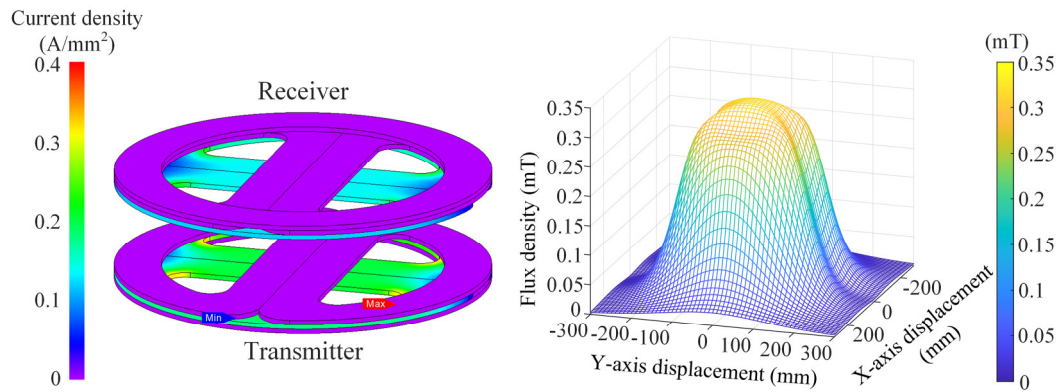 Current density
(A/mm²)
0.4
0.3
0.2
0.1
0
Receiver
Max
Min
Transmitter
Flux density (mT)
0.35
0.3
0.25
0.2
0.15
0.1
0.05
0
-300
-200
-100
0
100
200
300
Y-axis displacement (mm)
-200
0
200
X-axis displacement
(mm)
(mT)
0.35
0.3
0.25
0.20
0.15
0.10
0.05
0